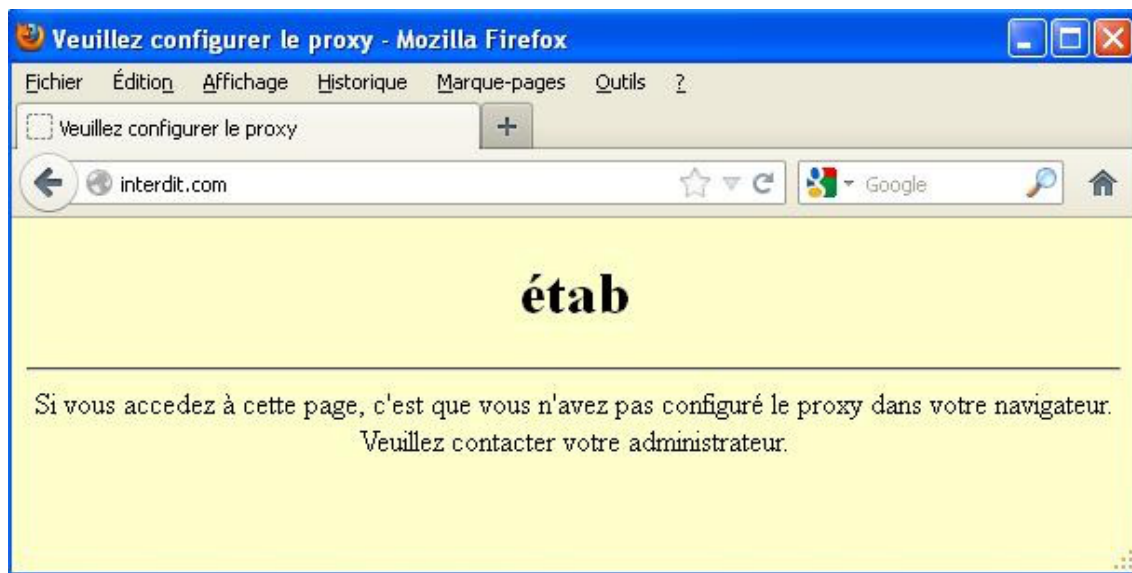 Veuillez configurer le proxy - Mozilla Firefox
Fichier Édition Affichage Historique Marque-pages Outils ?
Veuillez configurer le proxy +
interdit.com Google
étab
Si vous accedez à cette page, c'est que vous n'avez pas configuré le proxy dans votre navigateur.
Veuillez contacter votre administrateur.